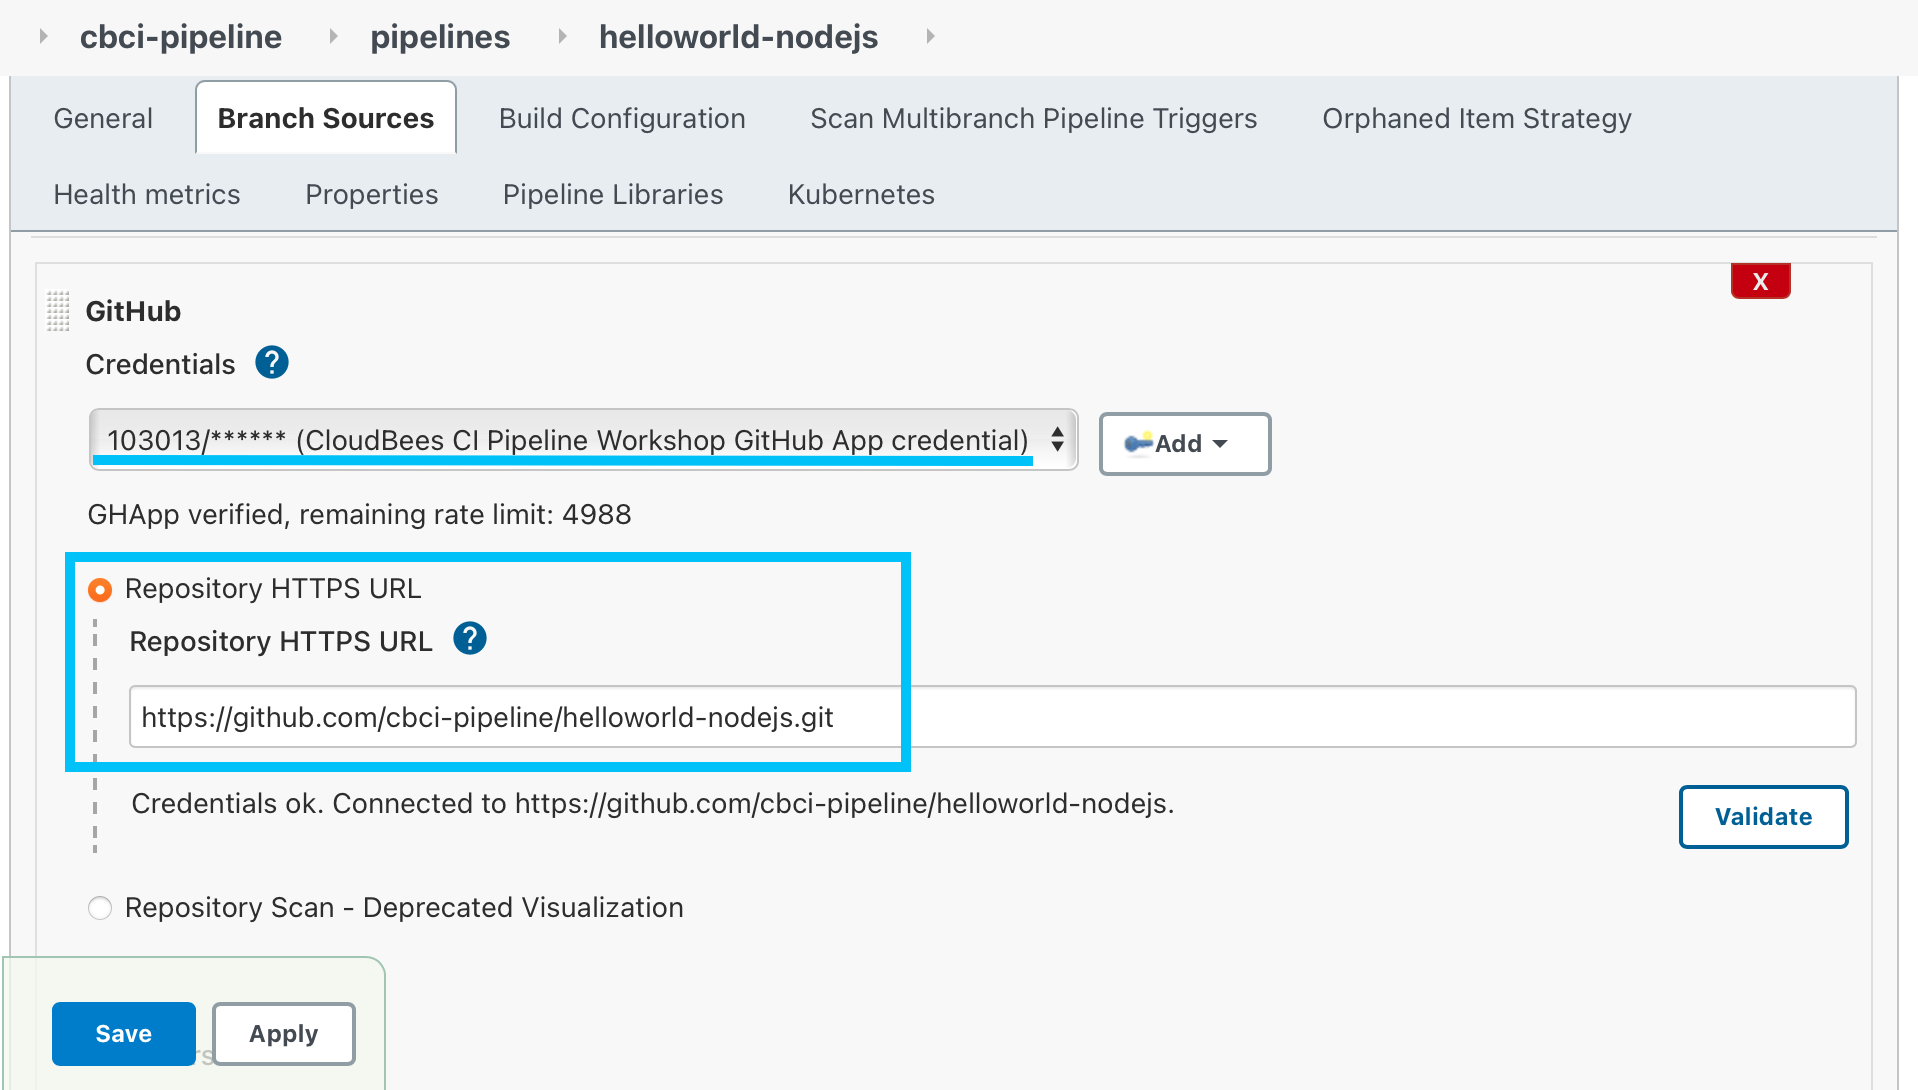 cbci-pipeline pipelines helloworld-nodejs
General Branch Sources Build Configuration Scan Multibranch Pipeline Triggers Orphaned Item Strategy
Health metrics Properties Pipeline Libraries Kubernetes
X
GitHub
Credentials ?
103013/****** (CloudBees CI Pipeline Workshop GitHub App credential) Add
GHApp verified, remaining rate limit: 4988
Repository HTTPS URL
Repository HTTPS URL ?
https://github.com/cbci-pipeline/helloworld-nodejs.git
Credentials ok. Connected to https://github.com/cbci-pipeline/helloworld-nodejs.
Validate
Repository Scan - Deprecated Visualization
Save Apply